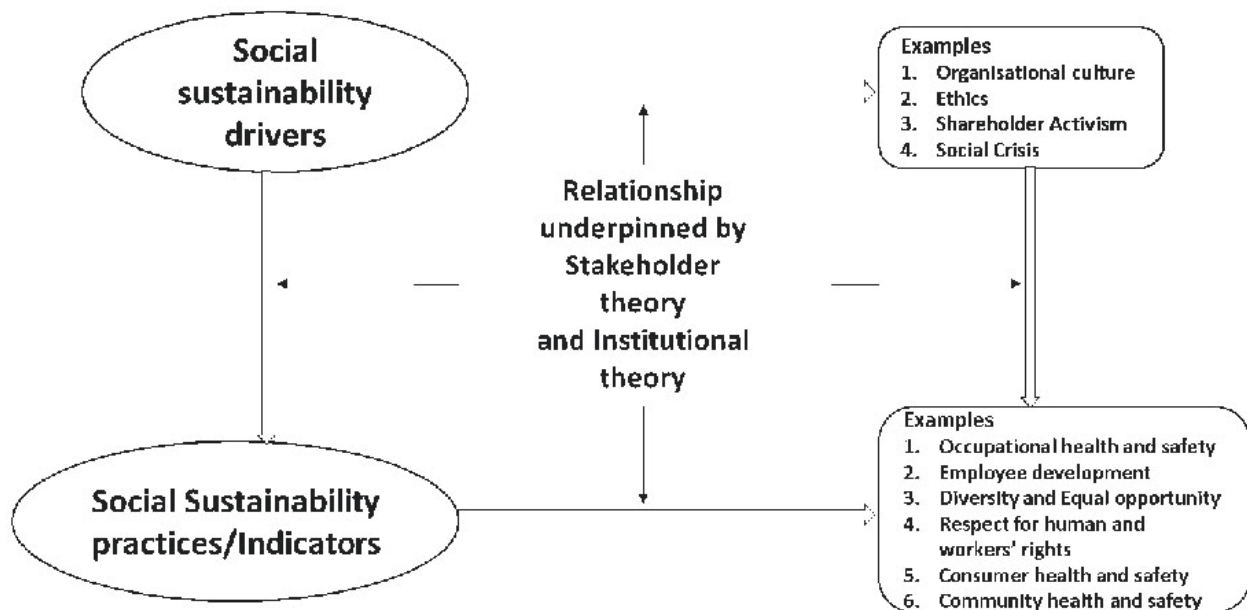 Social
sustainability
drivers
Examples
1. Organisational culture
2. Ethics
3. Shareholder Activism
4. Social Crisis
Relationship
underpinned by
Stakeholder
theory
and Institutional
theory
Social Sustainability
practices/Indicators
Examples
1. Occupational health and safety
2. Employee development
3. Diversity and Equal opportunity
4. Respect for human and
workers' rights
5. Consumer health and safety
6. Community health and safety